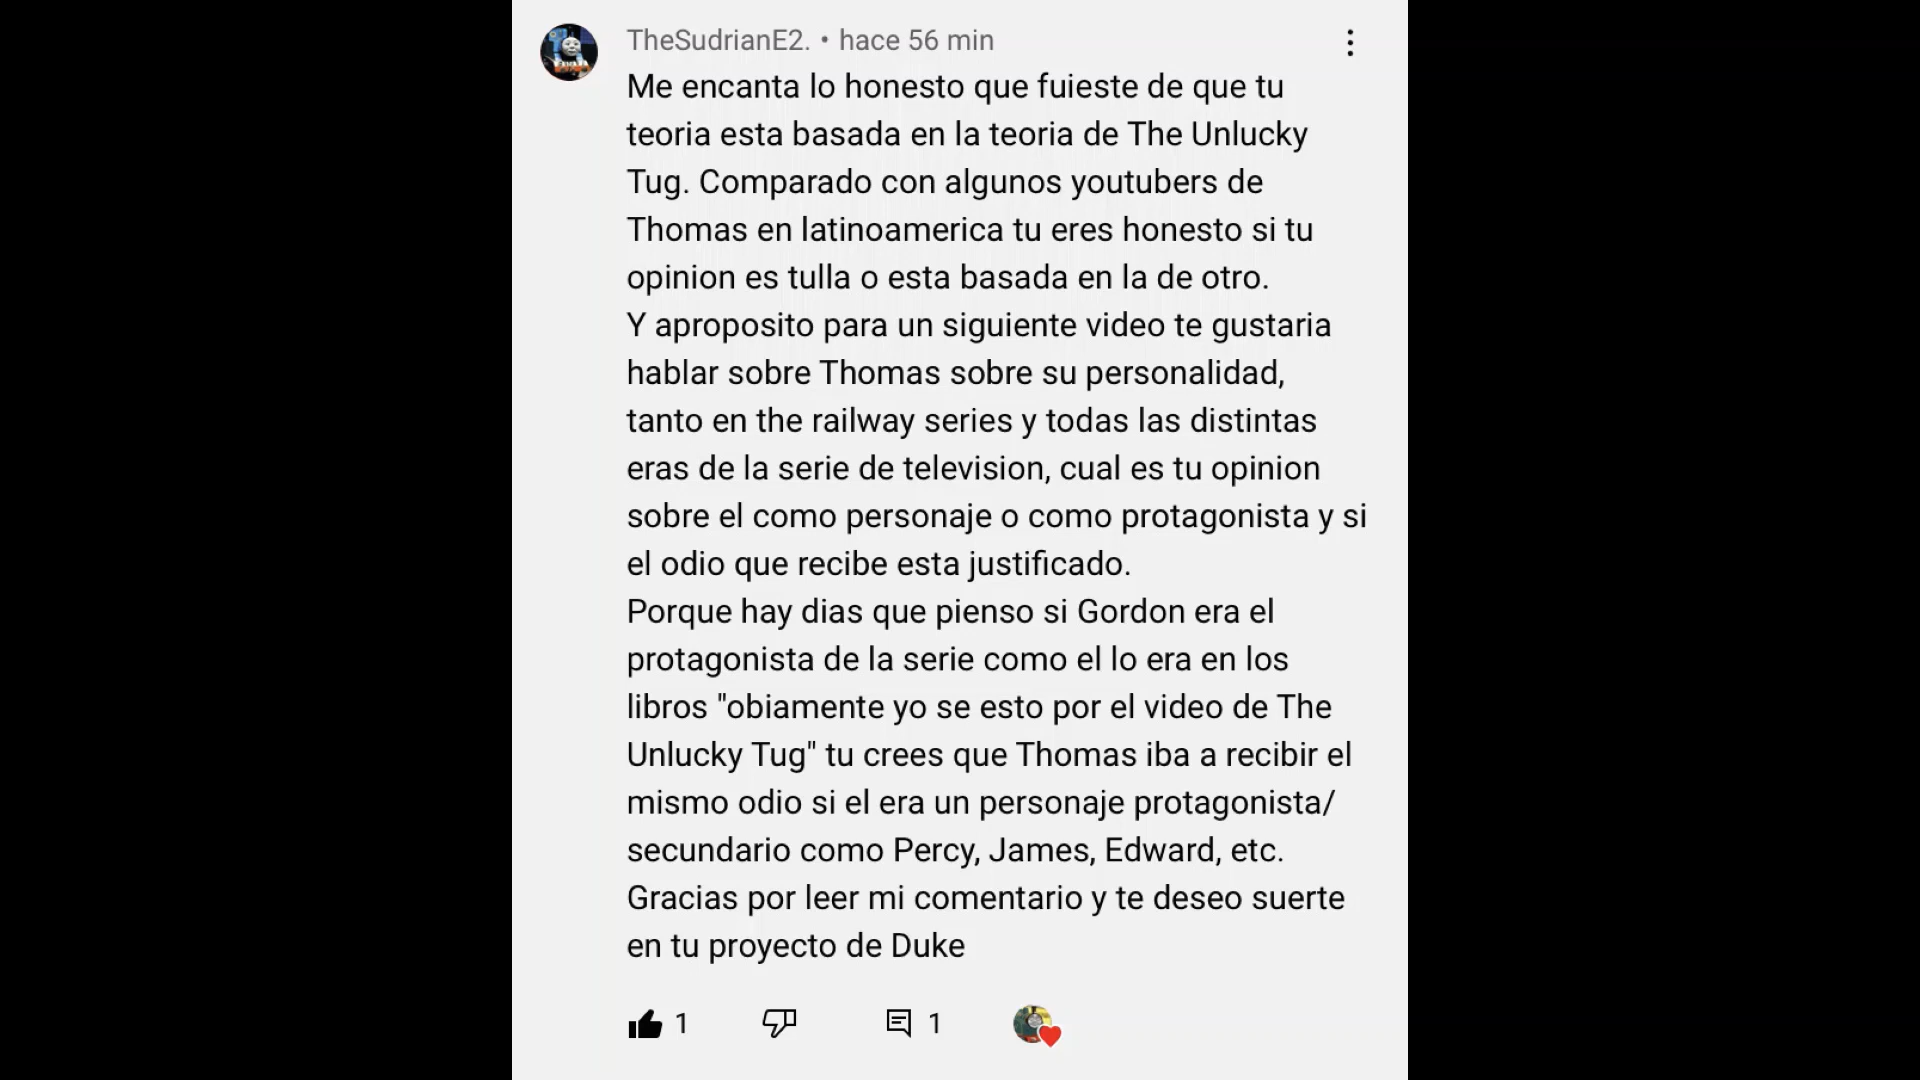 TheSudrianE2. • hace 56 min
Me encanta lo honesto que fuieste de que tu
teoria esta basada en la teoria de The Unlucky
Tug. Comparado con algunos youtubers de
Thomas en latinoamerica tu eres honesto si tu
opinion es tulla o esta basada en la de otro.
Y aproposito para un siguiente video te gustaria
hablar sobre Thomas sobre su personalidad,
tanto en the railway series y todas las distintas
eras de la serie de television, cual es tu opinion
sobre el como personaje o como protagonista y si
el odio que recibe esta justificado.
Porque hay dias que pienso si Gordon era el
protagonista de la serie como el lo era en los
libros "obiamente yo se esto por el video de The
Unlucky Tug" tu crees que Thomas iba a recibir el
mismo odio si el era un personaje protagonista/
secundario como Percy, James, Edward, etc.
Gracias por leer mi comentario y te deseo suerte
en tu proyecto de Duke
1 1